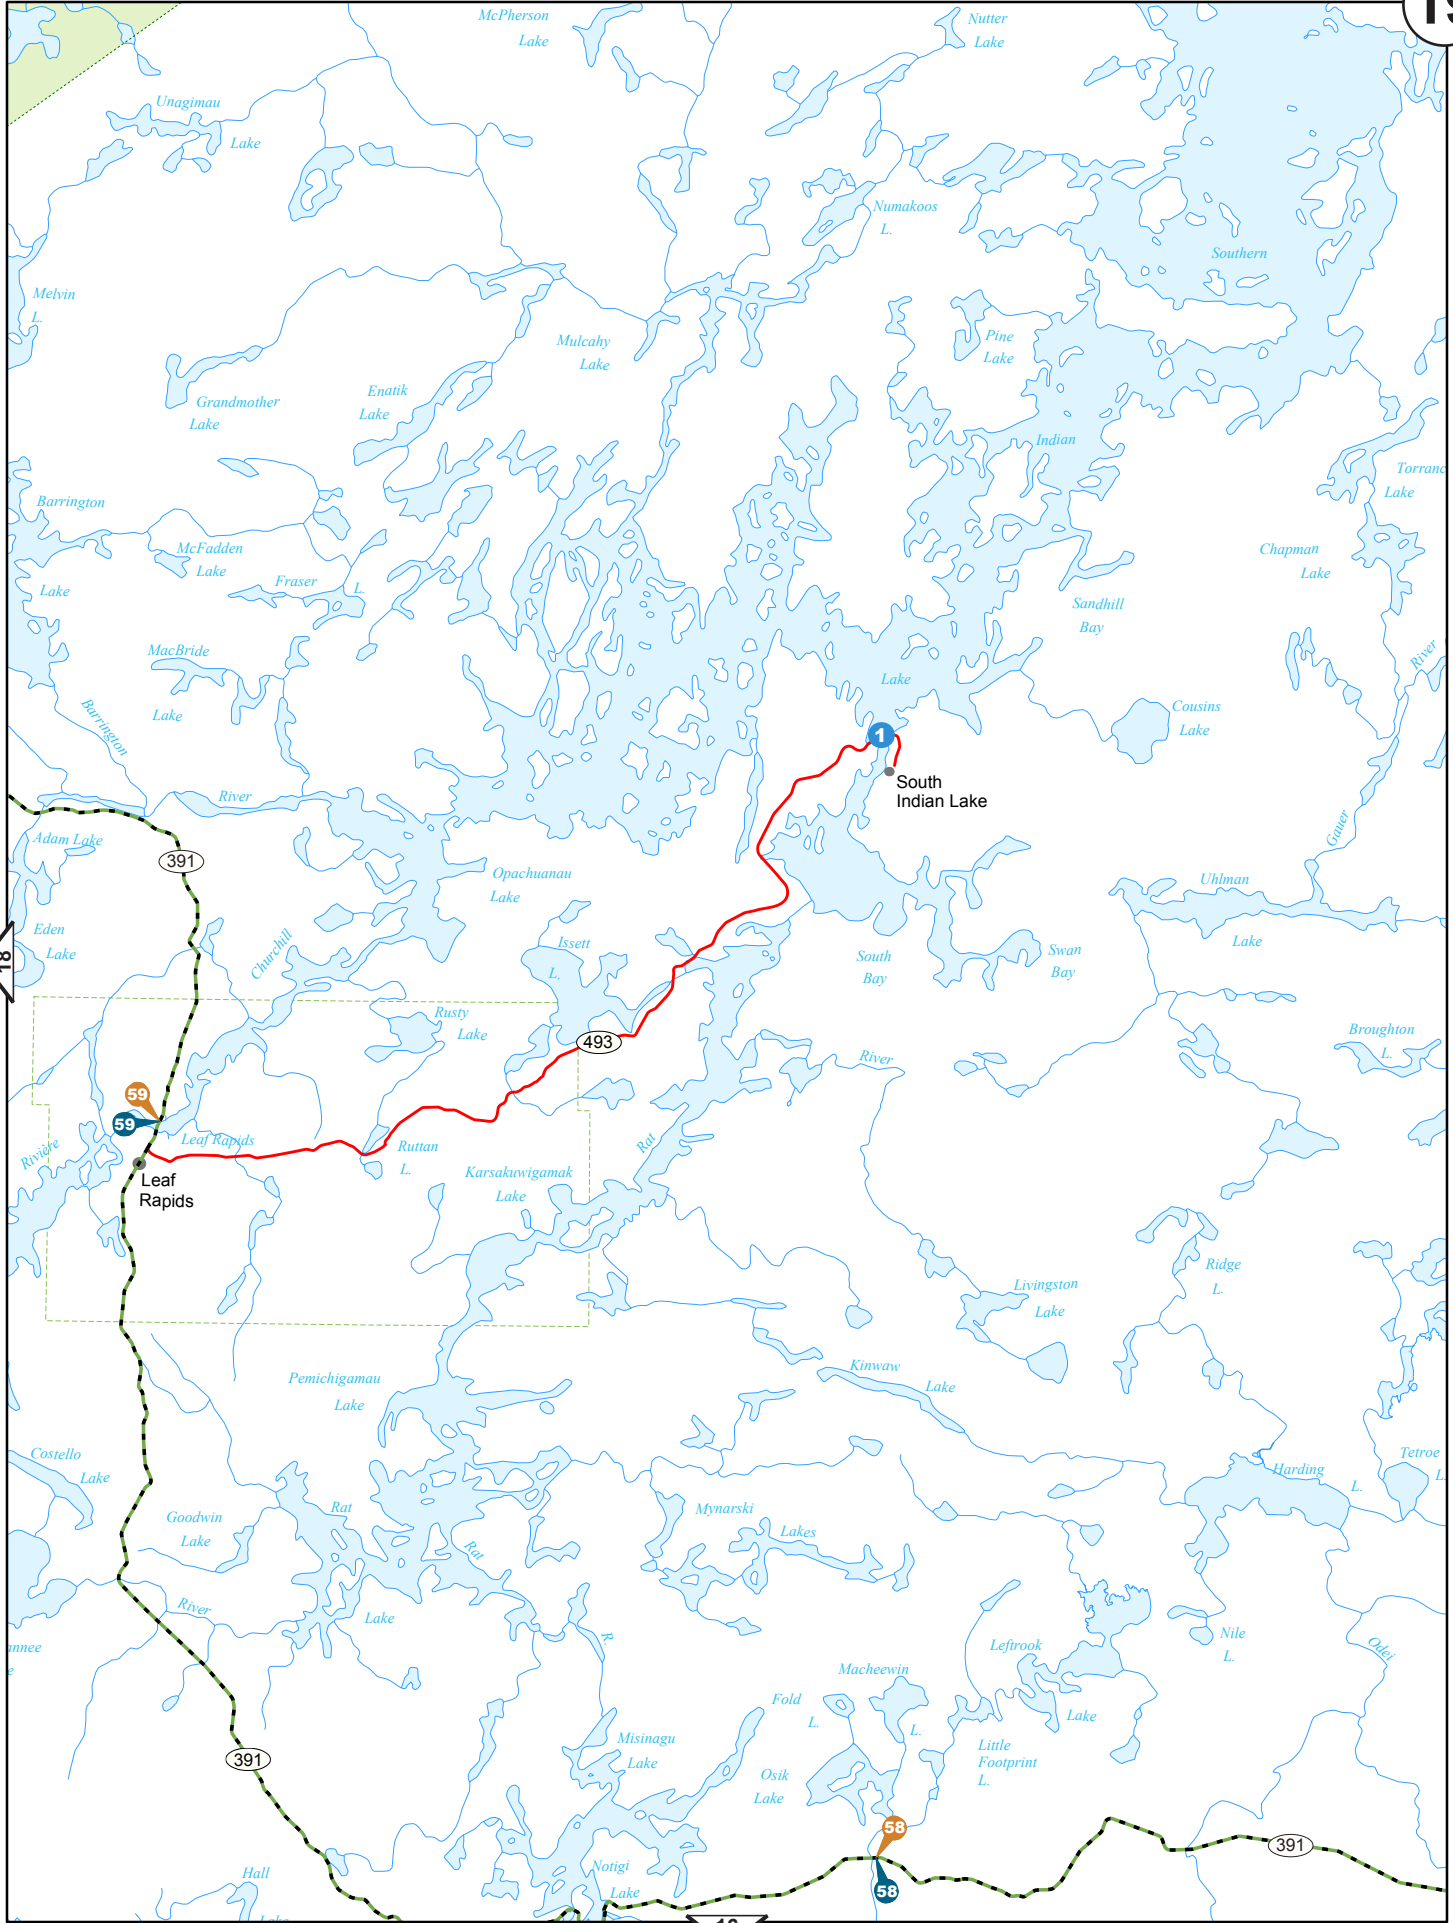 19
McPherson
Lake
Nutter
Lake
Unagimau
Lake
Numakoos
L.
Southern
Melvin
L.
Mulcahy
Lake
Pine
Lake
Enatik
Lake
Grandmother
Lake
Indian
Torranc
Lake
Barrington
Lake
McFadden
Lake
Fraser
L.
Chapman
Lake
Sandhill
Bay
MacBride
Lake
River
Lake
Cousins
Lake
Barrington
River
1
South
Indian Lake
Adam Lake
391
Gauer
Opachuanau
Lake
Uhlman
Lake
Eden
Lake
18
Churchill
Issett
L.
South
Bay
Swan
Bay
Rusty
Lake
493
River
Broughton
L.
59
59
Leaf Rapids
Rivière
Leaf
Rapids
Ruttan
L.
Rat
Karsakuwigamak
Lake
Ridge
L.
Livingston
Lake
Pemichigamau
Lake
Kinwaw
Lake
Costello
Lake
Tetroe
L.
Harding
L.
Goodwin
Lake
Rat
Lake
Mynarski
Lakes
Rat
River
R.
annee
e
Nile
L.
Odei
Leftrook
Lake
Macheewin
L.
Fold
L.
Little
Footprint
L.
Misinagu
Lake
Osik
Lake
391
58
58
391
Notigi
Lake
Hall
Lake